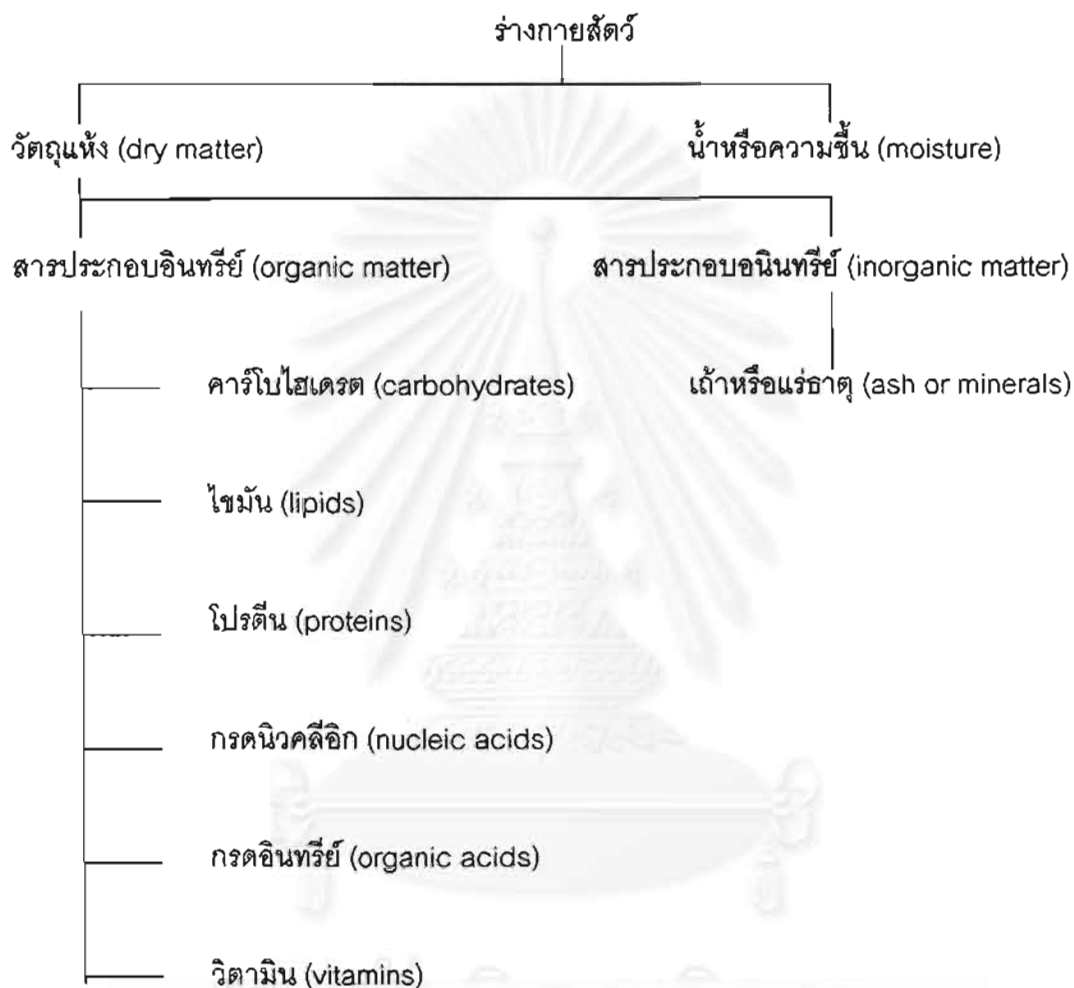 ร่างกายสัตว์
วัตถุแห้ง (dry matter) น้ำหรือความชื้น (moisture)
สารประกอบอินทรีย์ (organic matter) สารประกอบอนินทรีย์ (inorganic matter)
คาร์โบไฮเดรต (carbohydrates) เถ้าหรือแร่ธาตุ (ash or minerals)
ไขมัน (lipids)
โปรตีน (proteins)
กรดนิวคลีอิก (nucleic acids)
กรดอินทรีย์ (organic acids)
วิตามิน (vitamins)